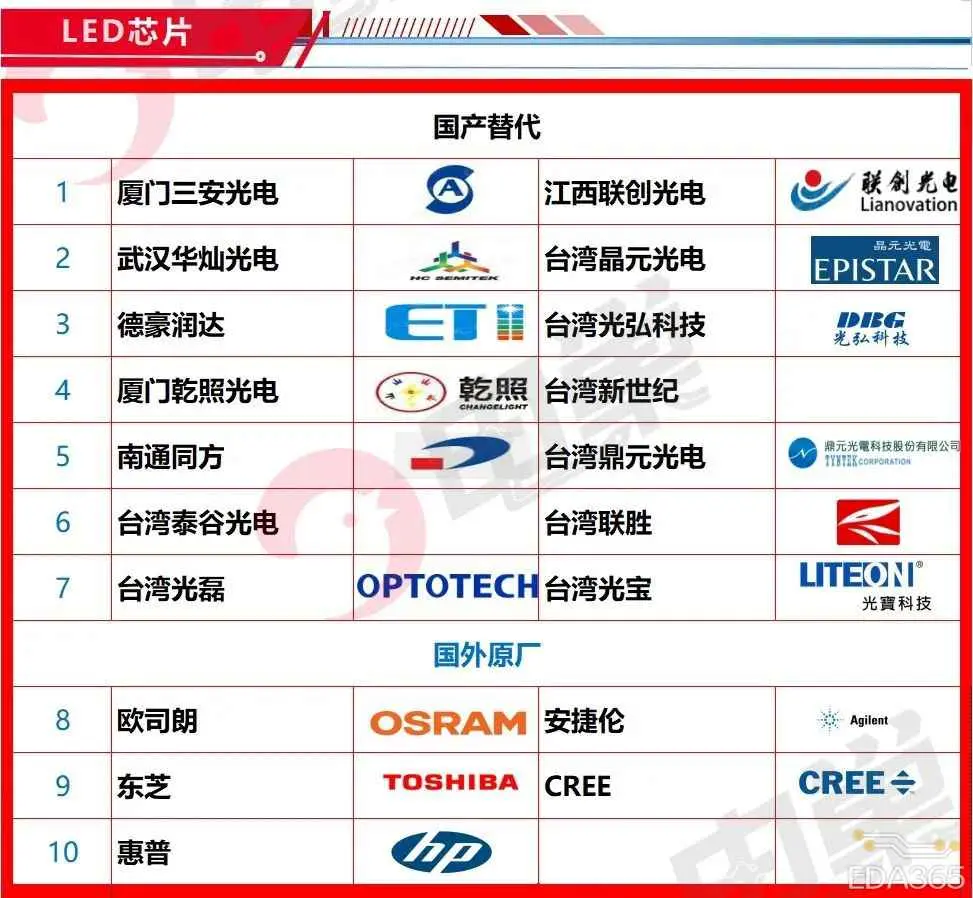 LED芯片
国产替代
1 厦门三安光电 江西联创光电 联创光电 Lianovation
2 武汉华灿光电 HC SEMITEK 台湾晶元光电 晶元光電 EPISTAR
3 德豪润达 ETI 台湾光弘科技 DBG 光弘科技
4 厦门乾照光电 乾照 CHANGELIGHT 台湾新世纪
5 南通同方 台湾鼎元光电 鼎元光電科技股份有限公司 TYNTEK CORPORATION
6 台湾泰谷光电 台湾联胜
7 台湾光磊 OPTOTECH 台湾光宝 LITEON® 光寶科技
国外原厂
8 欧司朗 OSRAM 安捷伦 Agilent
9 东芝 TOSHIBA CREE CREE
10 惠普 hp
EDA365